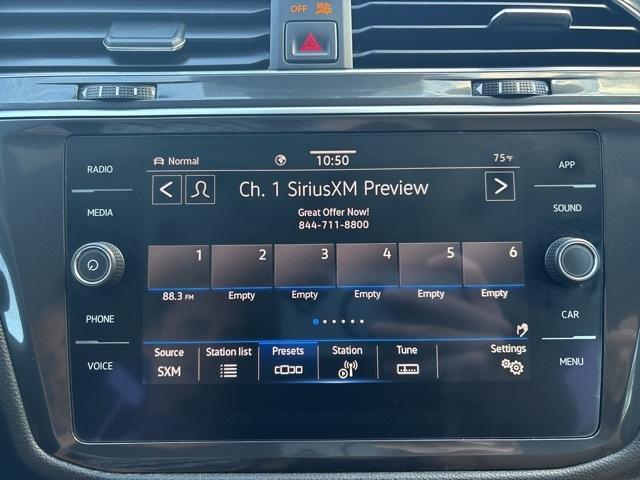 OFF
RADIO
MEDIA
PHONE
VOICE
Normal
10:50
75°F
Ch. 1 SiriusXM Preview
Great Offer Now!
844-711-8800
1 2 3 4 5 6
88.3 FM Empty Empty Empty Empty Empty
Source Station list Presets Station Tune Settings
SXM
APP
SOUND
CAR
MENU